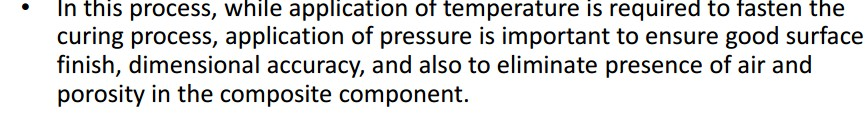 • In this process, while application of temperature is required to fasten the
curing process, application of pressure is important to ensure good surface
finish, dimensional accuracy, and also to eliminate presence of air and
porosity in the composite component.